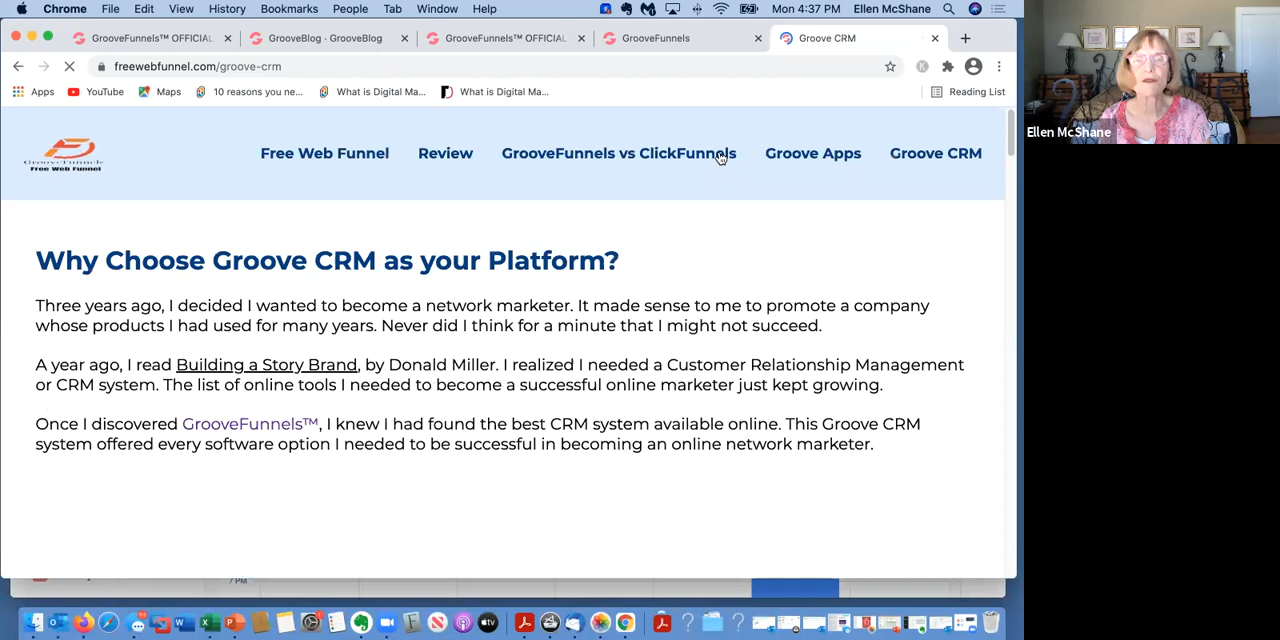 Chrome File Edit View History Bookmarks People Tab Window Help Mon 4:37 PM Ellen McShane
GrooveFunnels™ OFFICIAL GrooveBlog · GrooveBlog GrooveFunnels™ OFFICIAL GrooveFunnels Groove CRM
freewebfunnel.com/groove-crm
Apps YouTube Maps 10 reasons you ne... What is Digital Ma... What is Digital Ma... Reading List
Ellen McShane
GrooveFunnels
Free Web Funnel
Free Web Funnel Review GrooveFunnels vs ClickFunnels Groove Apps Groove CRM
Why Choose Groove CRM as your Platform?
Three years ago, I decided I wanted to become a network marketer. It made sense to me to promote a company
whose products I had used for many years. Never did I think for a minute that I might not succeed.
A year ago, I read Building a Story Brand, by Donald Miller. I realized I needed a Customer Relationship Management
or CRM system. The list of online tools I needed to become a successful online marketer just kept growing.
Once I discovered GrooveFunnels™, I knew I had found the best CRM system available online. This Groove CRM
system offered every software option I needed to be successful in becoming an online network marketer.
7 PM